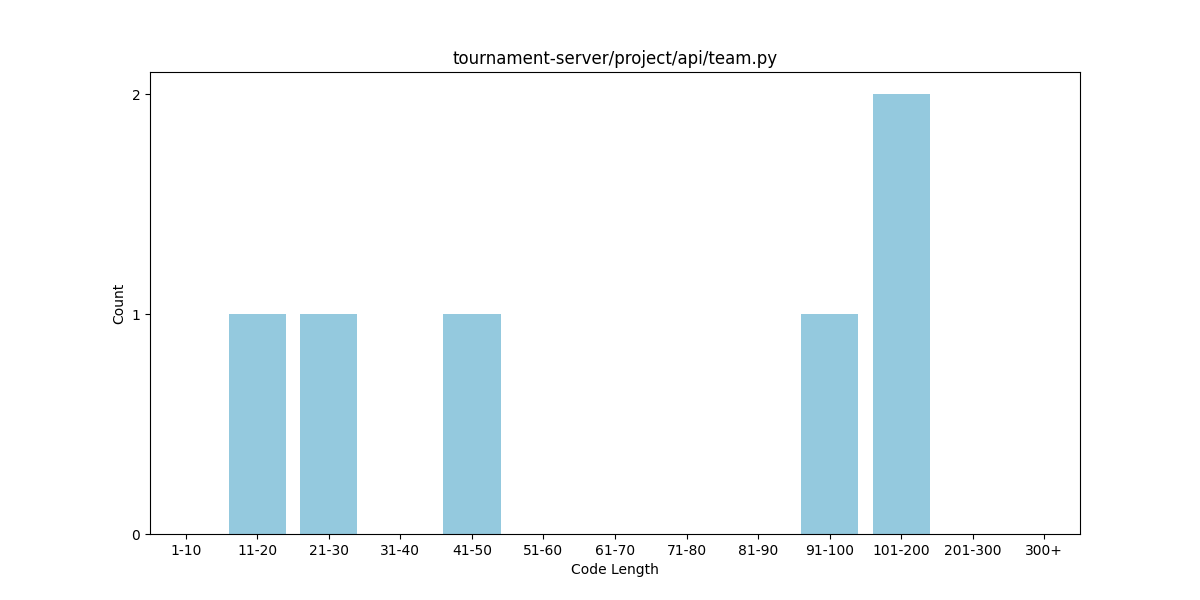 tournament-server/project/api/team.py
2
1
0
Count
1-10 11-20 21-30 31-40 41-50 51-60 61-70 71-80 81-90 91-100 101-200 201-300 300+
Code Length